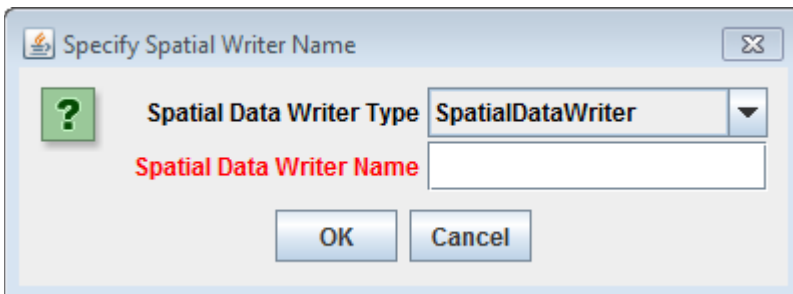 Specify Spatial Writer Name
?
Spatial Data Writer Type SpatialDataWriter
Spatial Data Writer Name
OK Cancel